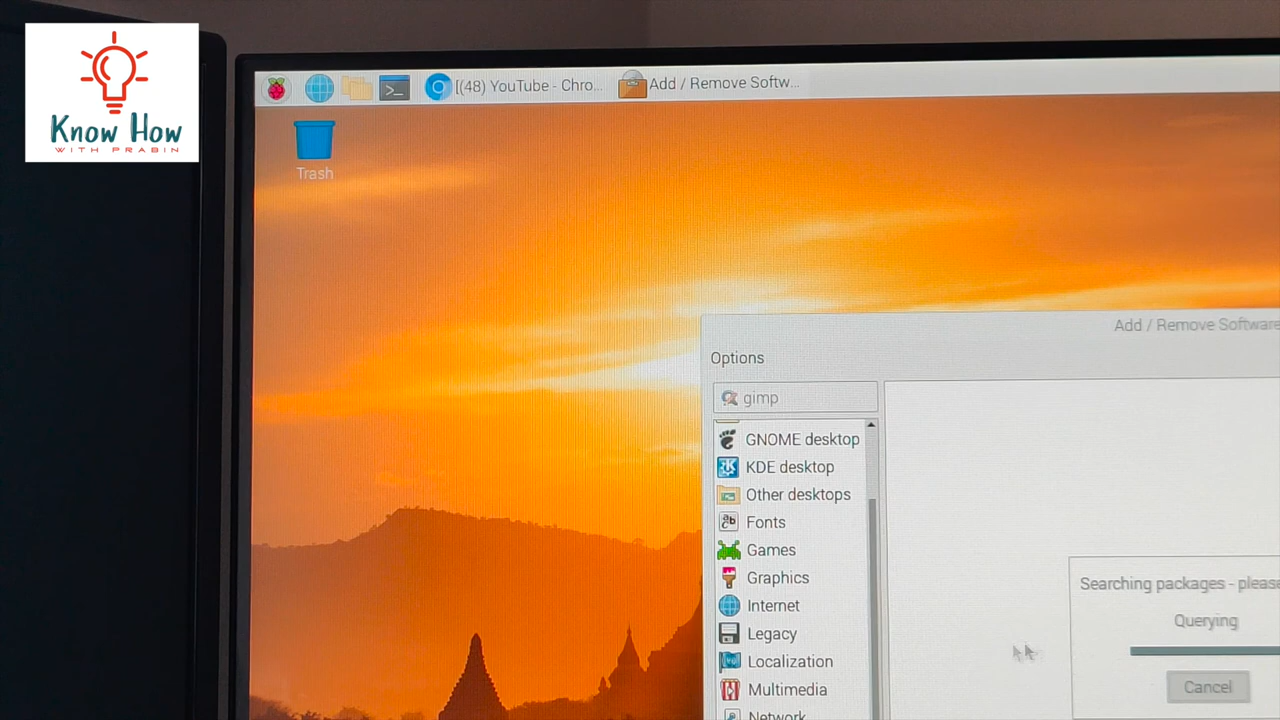 Know How
WITH PRABIN
[(48) YouTube - Chro...
Add / Remove Softw...
Trash
Add / Remove Software
Options
gimp
GNOME desktop
KDE desktop
Other desktops
Fonts
Games
Graphics
Internet
Legacy
Localization
Multimedia
Network
Searching packages - please
Querying
Cancel